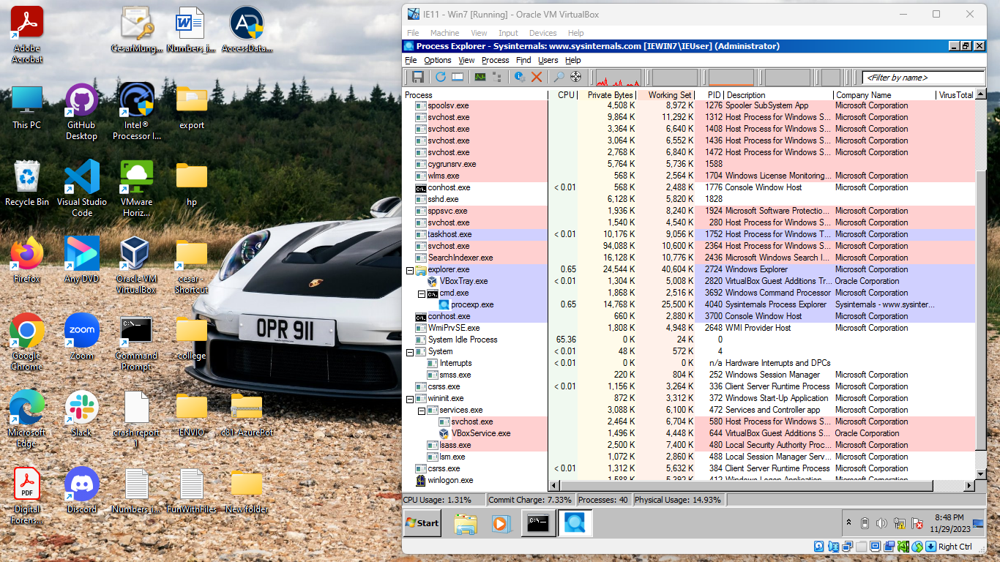 Adobe Acrobat
CesarMung...
Numbers_i...
AccessData...
This PC
GitHub Desktop
Intel® Processor I...
export
Recycle Bin
Visual Studio Code
VMware Horiz...
hp
Firefox
Any DVD
Oracle VM VirtualBox
cesar - Shortcut
Google Chrome
Zoom
Command Prompt
college
Microsoft Edge
Slack
crash report 1
ENVIO
c81-AzurePot...
PDF
Digital Forens...
Discord
Numbers_i...
FunWithFiles
New folder
OPR 911
IE11 - Win7 [Running] - Oracle VM VirtualBox
File Machine View Input Devices Help
Process Explorer - Sysinternals: www.sysinternals.com [IEWIN7\IEUser] (Administrator)
File Options View Process Find Users Help
<Filter by name>
Process CPU Private Bytes Working Set PID Description Company Name VirusTotal
spoolsv.exe 4,508 K 8,972 K 1276 Spooler SubSystem App Microsoft Corporation
svchost.exe 9,864 K 11,292 K 1312 Host Process for Windows S... Microsoft Corporation
svchost.exe 3,364 K 6,640 K 1408 Host Process for Windows S... Microsoft Corporation
svchost.exe 3,064 K 6,552 K 1436 Host Process for Windows S... Microsoft Corporation
svchost.exe 2,768 K 6,840 K 1472 Host Process for Windows S... Microsoft Corporation
cygrunsrv.exe 5,764 K 5,736 K 1588
wlms.exe 568 K 2,564 K 1704 Windows License Monitoring... Microsoft Corporation
conhost.exe < 0.01 568 K 2,488 K 1776 Console Window Host Microsoft Corporation
sshd.exe 6,128 K 5,820 K 1828
sppsvc.exe 1,936 K 8,240 K 1924 Microsoft Software Protectio... Microsoft Corporation
svchost.exe 1,540 K 4,540 K 280 Host Process for Windows S... Microsoft Corporation
taskhost.exe < 0.01 10,176 K 9,056 K 1752 Host Process for Windows T... Microsoft Corporation
svchost.exe 94,088 K 10,600 K 2364 Host Process for Windows S... Microsoft Corporation
SearchIndexer.exe 16,128 K 10,776 K 2436 Microsoft Windows Search I... Microsoft Corporation
explorer.exe 0.65 24,544 K 40,604 K 2724 Windows Explorer Microsoft Corporation
VBoxTray.exe < 0.01 1,304 K 5,008 K 2820 VirtualBox Guest Additions Tr... Oracle Corporation
cmd.exe 1,868 K 2,516 K 3692 Windows Command Processor Microsoft Corporation
procexp.exe 0.65 14,768 K 25,500 K 4040 Sysinternals Process Explorer Sysinternals - www.sysinter...
conhost.exe 660 K 2,880 K 3700 Console Window Host Microsoft Corporation
WmiPrvSE.exe 1,808 K 4,948 K 2648 WMI Provider Host Microsoft Corporation
System Idle Process 65.36 0 K 24 K 0
System < 0.01 48 K 572 K 4
Interrupts < 0.01 0 K 0 K n/a Hardware Interrupts and DPCs
smss.exe 220 K 804 K 252 Windows Session Manager Microsoft Corporation
csrss.exe < 0.01 1,156 K 3,264 K 336 Client Server Runtime Process Microsoft Corporation
wininit.exe 872 K 3,312 K 372 Windows Start-Up Application Microsoft Corporation
services.exe 3,088 K 6,100 K 472 Services and Controller app Microsoft Corporation
svchost.exe 2,464 K 6,704 K 580 Host Process for Windows S... Microsoft Corporation
VBoxService.exe 1,496 K 4,448 K 644 VirtualBox Guest Additions S... Oracle Corporation
lsass.exe 2,500 K 7,400 K 480 Local Security Authority Proc... Microsoft Corporation
lsm.exe 1,072 K 2,860 K 488 Local Session Manager Serv... Microsoft Corporation
csrss.exe < 0.01 1,312 K 5,632 K 384 Client Server Runtime Process Microsoft Corporation
winlogon.exe 1,588 K 5,392 K 412 Windows Logon Application Microsoft Corporation
CPU Usage: 1.31% Commit Charge: 7.33% Processes: 40 Physical Usage: 14.93%
Start
8:48 PM
11/29/2023
Right Ctrl